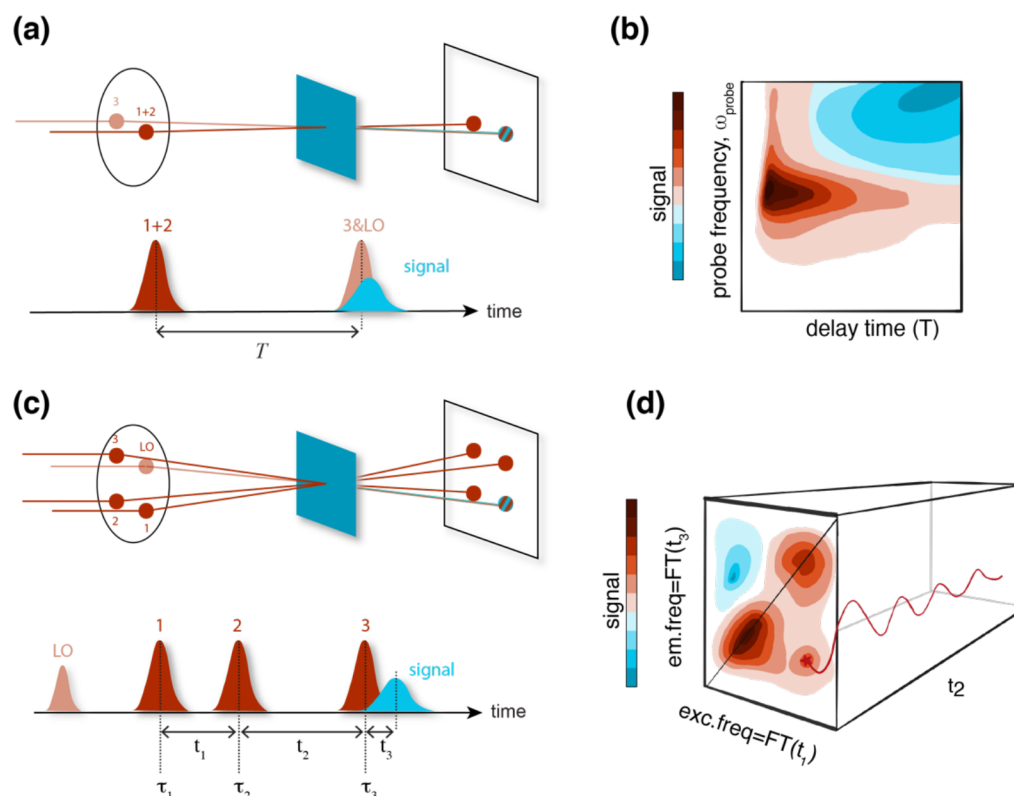 (a)
3
1+2
1+2
3&LO
signal
time
T
(b)
signal
probe frequency, ω_probe
delay time (T)
(c)
3
LO
2
1
LO
1
2
3
signal
time
t₁
t₂
t₃
τ₁
τ₂
τ₃
(d)
signal
em.freq=FT(t₃)
exc.freq=FT(t₁)
t2